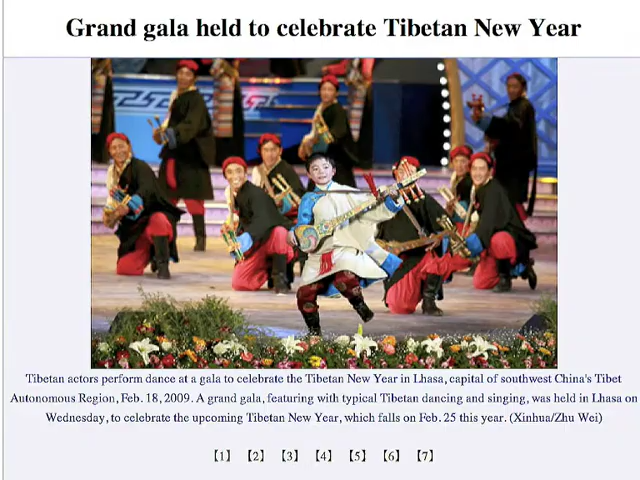 Grand gala held to celebrate Tibetan New Year
Tibetan actors perform dance at a gala to celebrate the Tibetan New Year in Lhasa, capital of southwest China's Tibet
Autonomous Region, Feb. 18, 2009. A grand gala, featuring with typical Tibetan dancing and singing, was held in Lhasa on
Wednesday, to celebrate the upcoming Tibetan New Year, which falls on Feb. 25 this year. (Xinhua/Zhu Wei)
【1】 【2】 【3】 【4】 【5】 【6】 【7】